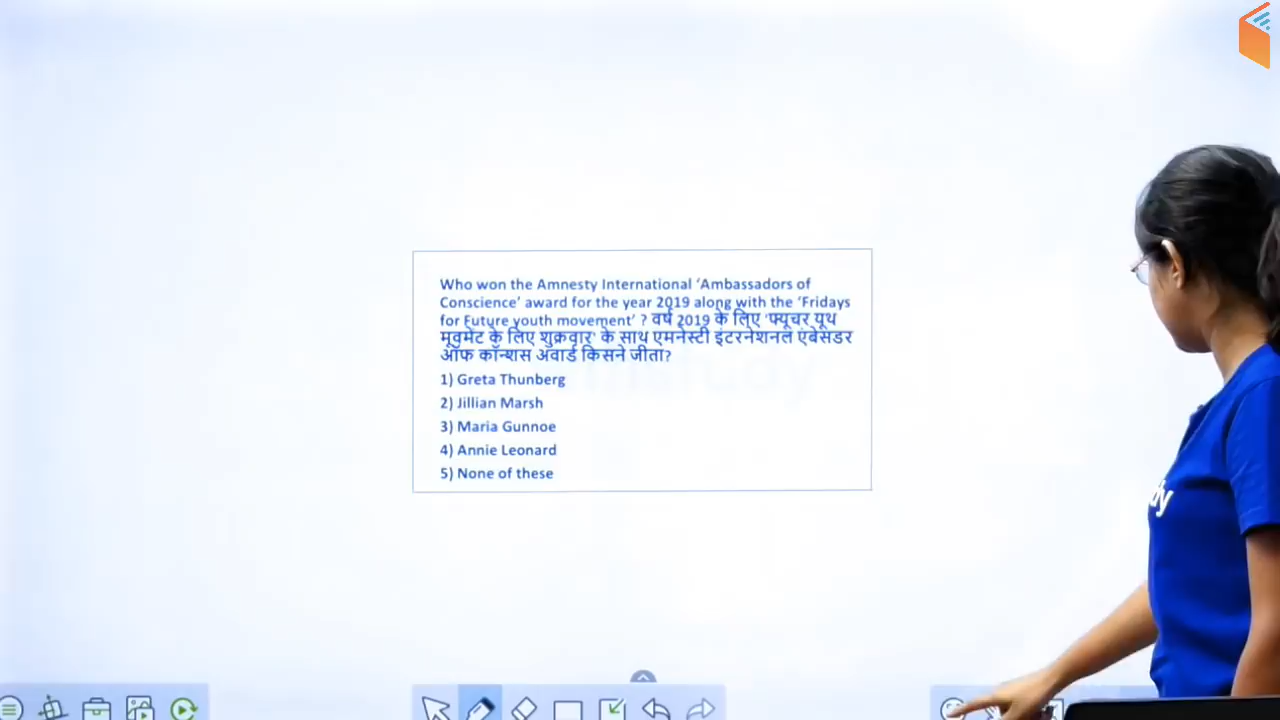 Who won the Amnesty International ‘Ambassadors of
Conscience’ award for the year 2019 along with the ‘Fridays
for Future youth movement’ ? वर्ष 2019 के लिए 'फ्यूचर यूथ
मूवमेंट के लिए शुक्रवार' के साथ एमनेस्टी इंटरनेशनल एंबेसडर
ऑफ कॉन्शस अवार्ड किसने जीता?
1) Greta Thunberg
2) Jillian Marsh
3) Maria Gunnoe
4) Annie Leonard
5) None of these
dy